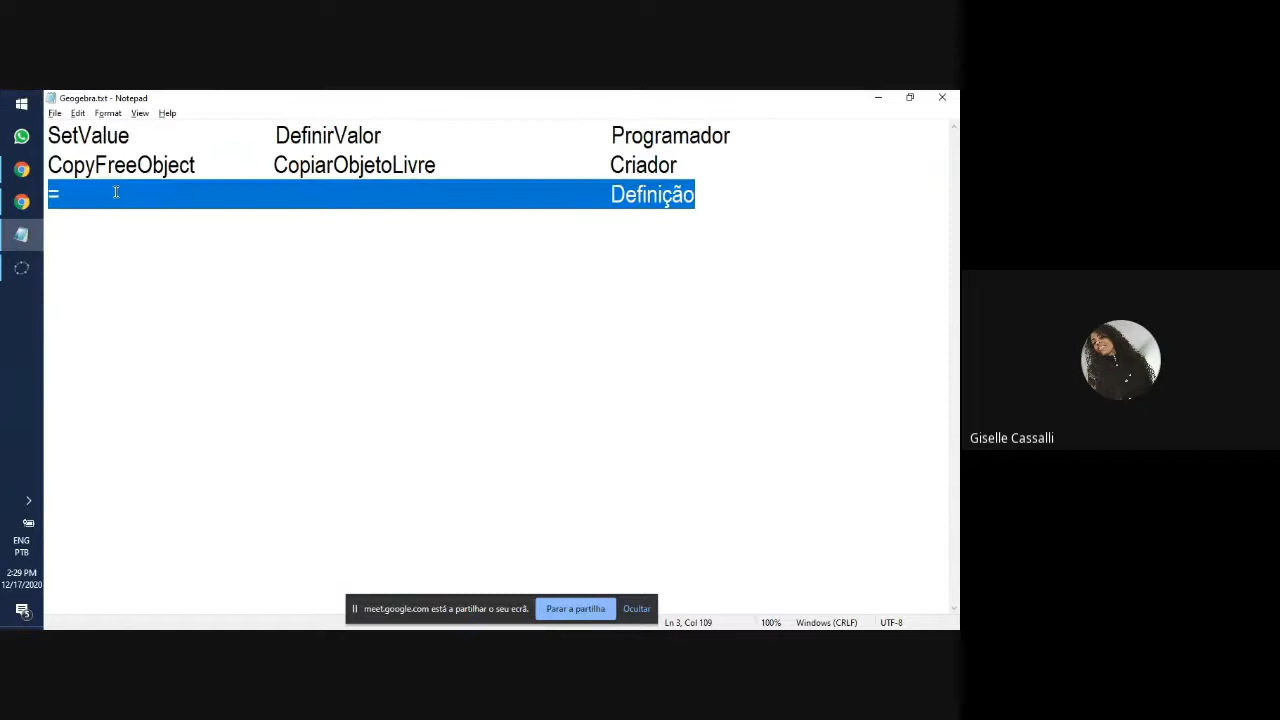 Geogebra.txt - Notepad
File Edit Format View Help
SetValue DefinirValor Programador
CopyFreeObject CopiarObjetoLivre Criador
= Definição
Giselle Cassalli
ENG
PTB
2:29 PM
12/17/2020
5
meet.google.com está a partilhar o seu ecrã. Parar a partilha Ocultar
Ln 3, Col 109 100% Windows (CRLF) UTF-8